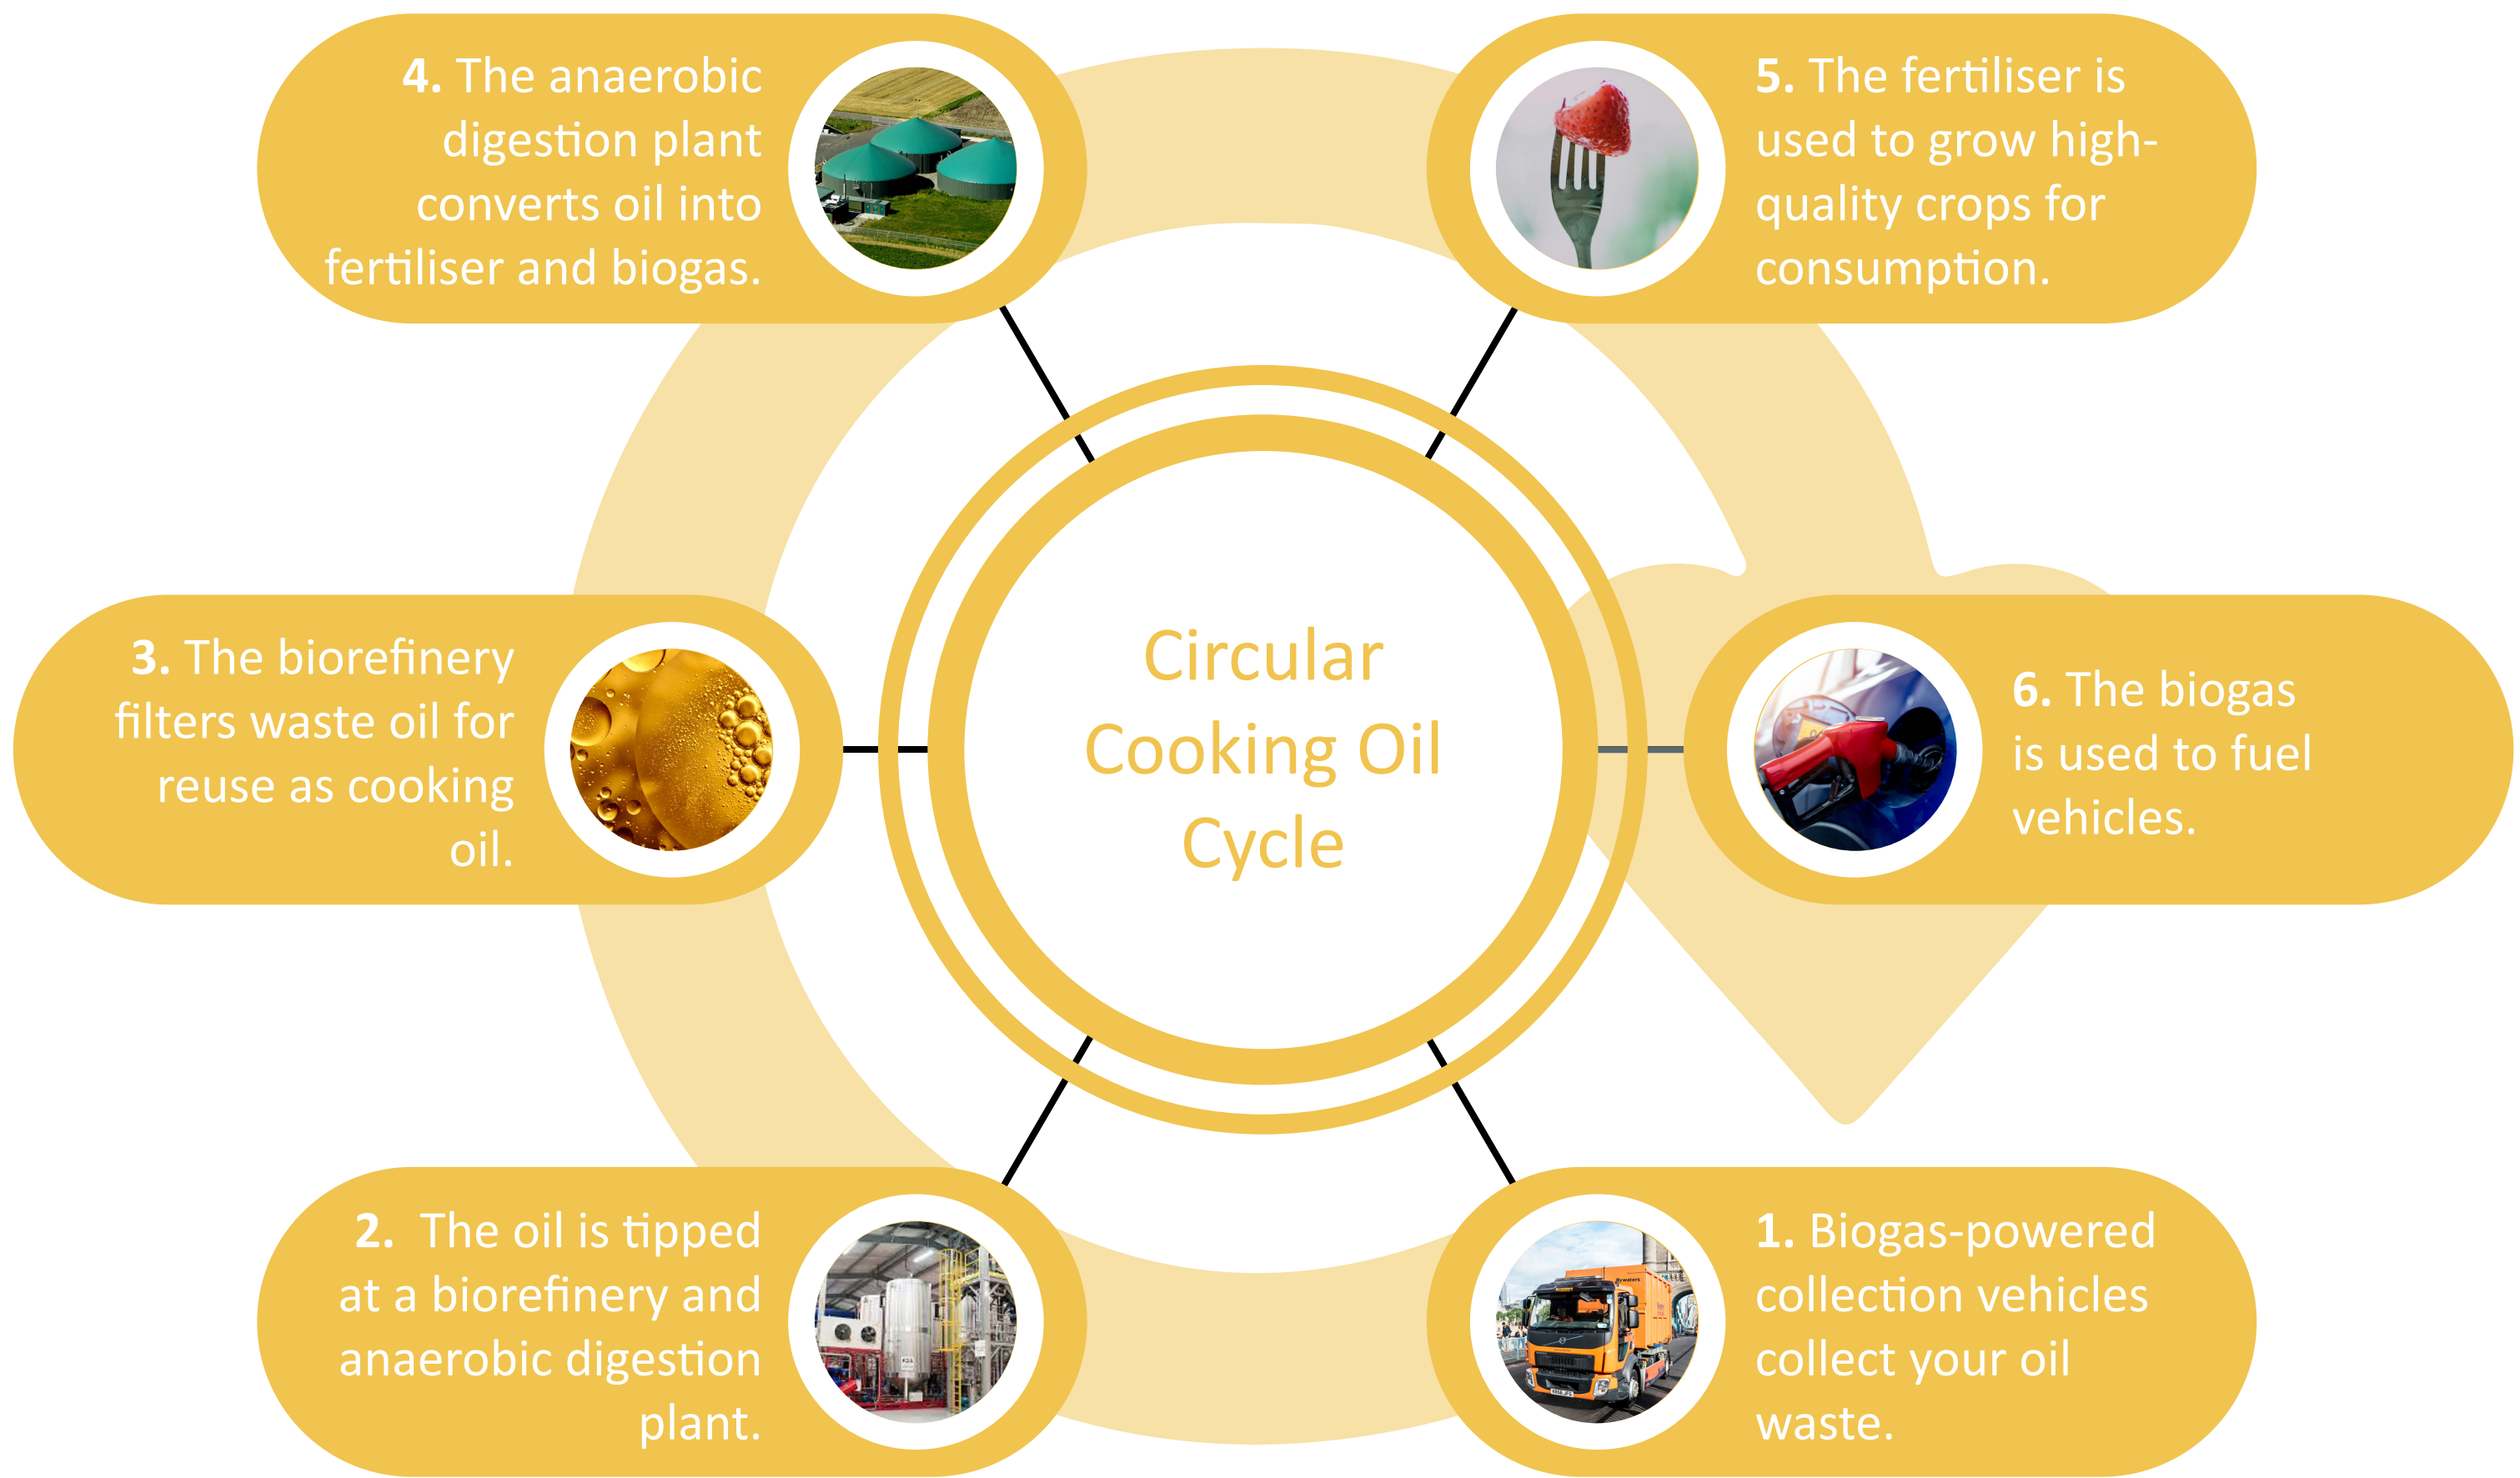 4. The anaerobic
digestion plant
converts oil into
fertiliser and biogas.
5. The fertiliser is
used to grow high-
quality crops for
consumption.
3. The biorefinery
filters waste oil for
reuse as cooking
oil.
Circular
Cooking Oil
Cycle
6. The biogas
is used to fuel
vehicles.
2. The oil is tipped
at a biorefinery and
anaerobic digestion
plant.
1. Biogas-powered
collection vehicles
collect your oil
waste.